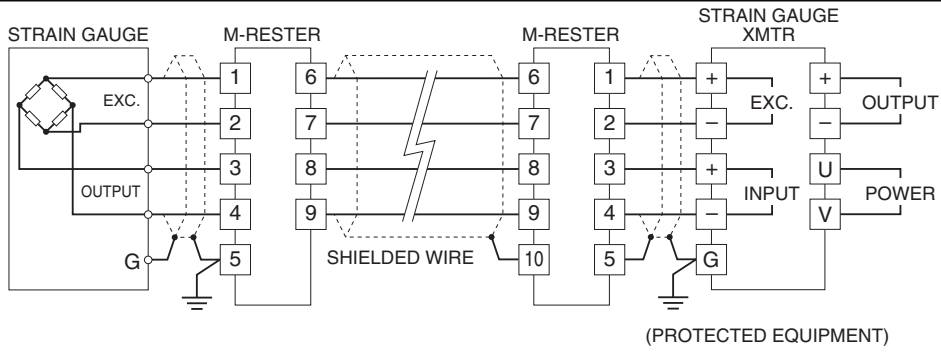 STRAIN GAUGE
XMTR
STRAIN GAUGE
M-RESTER
M-RESTER
1
6
6
1
+
+
EXC.
EXC.
OUTPUT
2
7
7
2
−
−
3
8
8
3
+
U
OUTPUT
INPUT
POWER
4
9
9
4
−
V
G
5
SHIELDED WIRE
10
5
G
(PROTECTED EQUIPMENT)